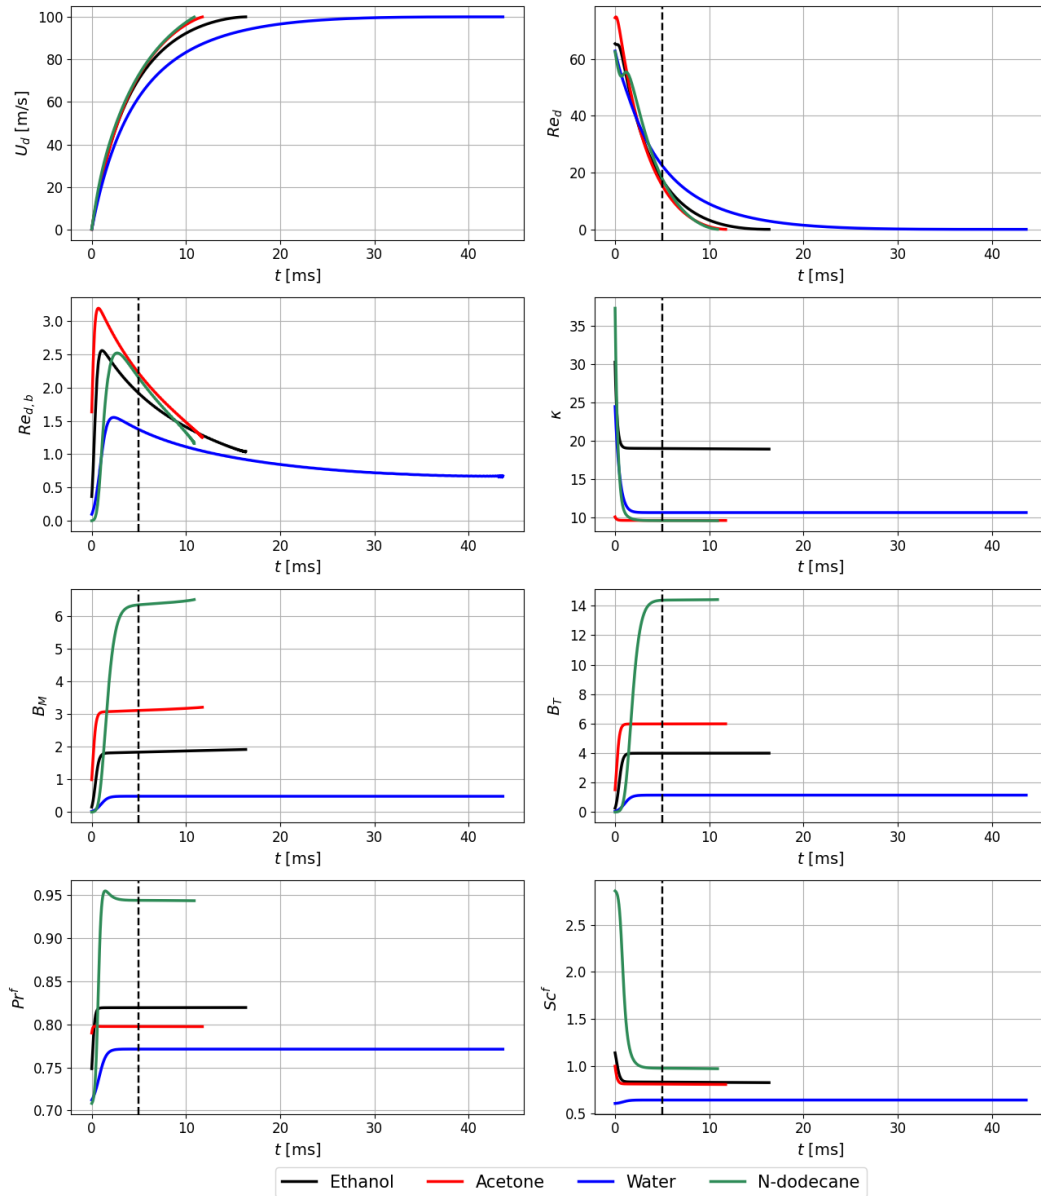 100
80
60
40
20
0
U_d [m/s]
0 10 20 30 40
t [ms]
60
40
20
0
Re_d
0 10 20 30 40
t [ms]
3.0
2.5
2.0
1.5
1.0
0.5
0.0
Re_{d,b}
0 10 20 30 40
t [ms]
35
30
25
20
15
10
κ
0 10 20 30 40
t [ms]
6
5
4
3
2
1
0
B_M
0 10 20 30 40
t [ms]
14
12
10
8
6
4
2
0
B_T
0 10 20 30 40
t [ms]
0.95
0.90
0.85
0.80
0.75
0.70
Pr^f
0 10 20 30 40
t [ms]
2.5
2.0
1.5
1.0
0.5
Sc^f
0 10 20 30 40
t [ms]
Ethanol Acetone Water N-dodecane